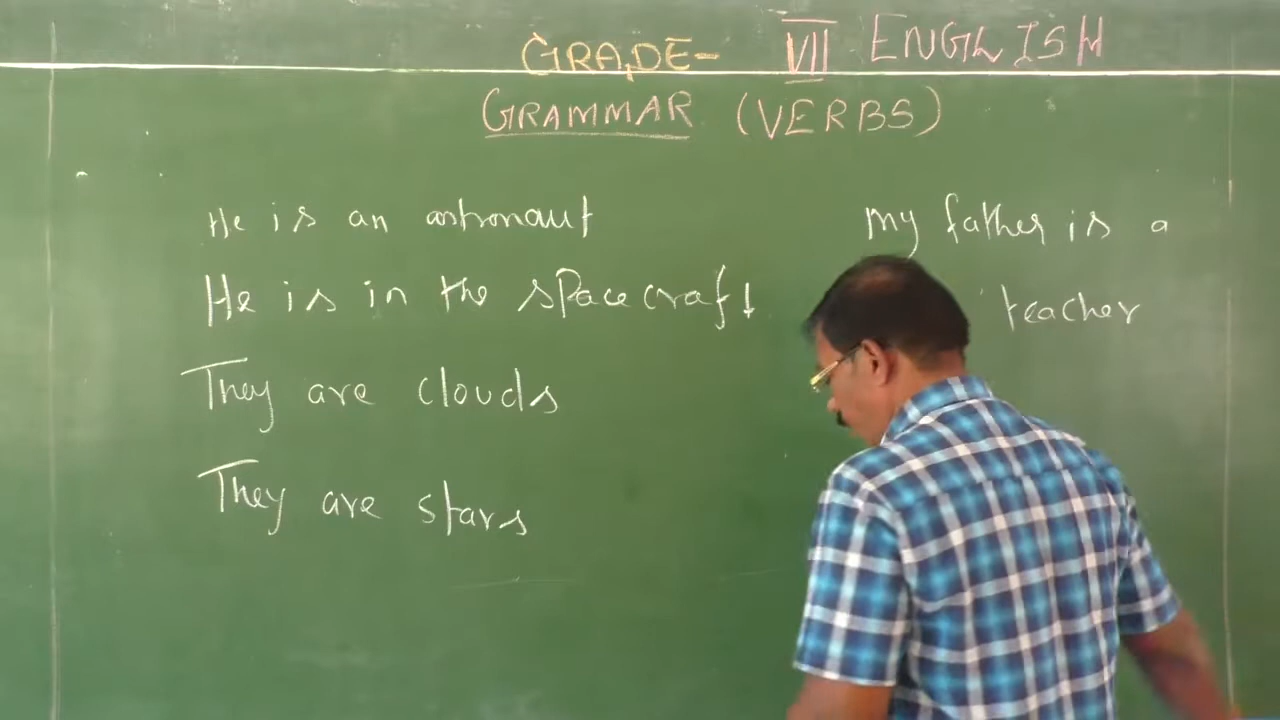 GRADE- VII ENGLISH
GRAMMAR (VERBS)
He is an astronaut
He is in the spacecraft
They are clouds
They are stars
My father is a
teacher